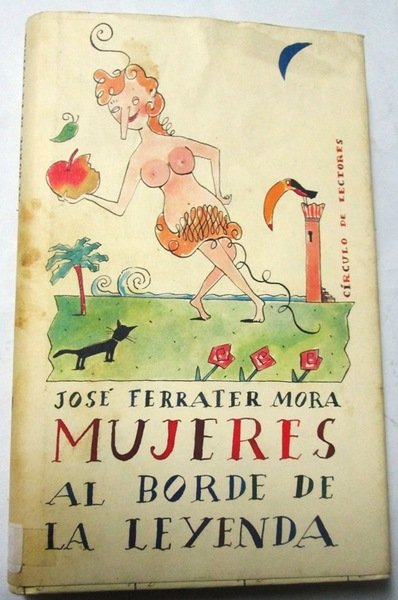 CÍRCULO DE LECTORES
JOSÉ FERRATER MORA
MUJERES
AL BORDE DE
LA LEYENDA